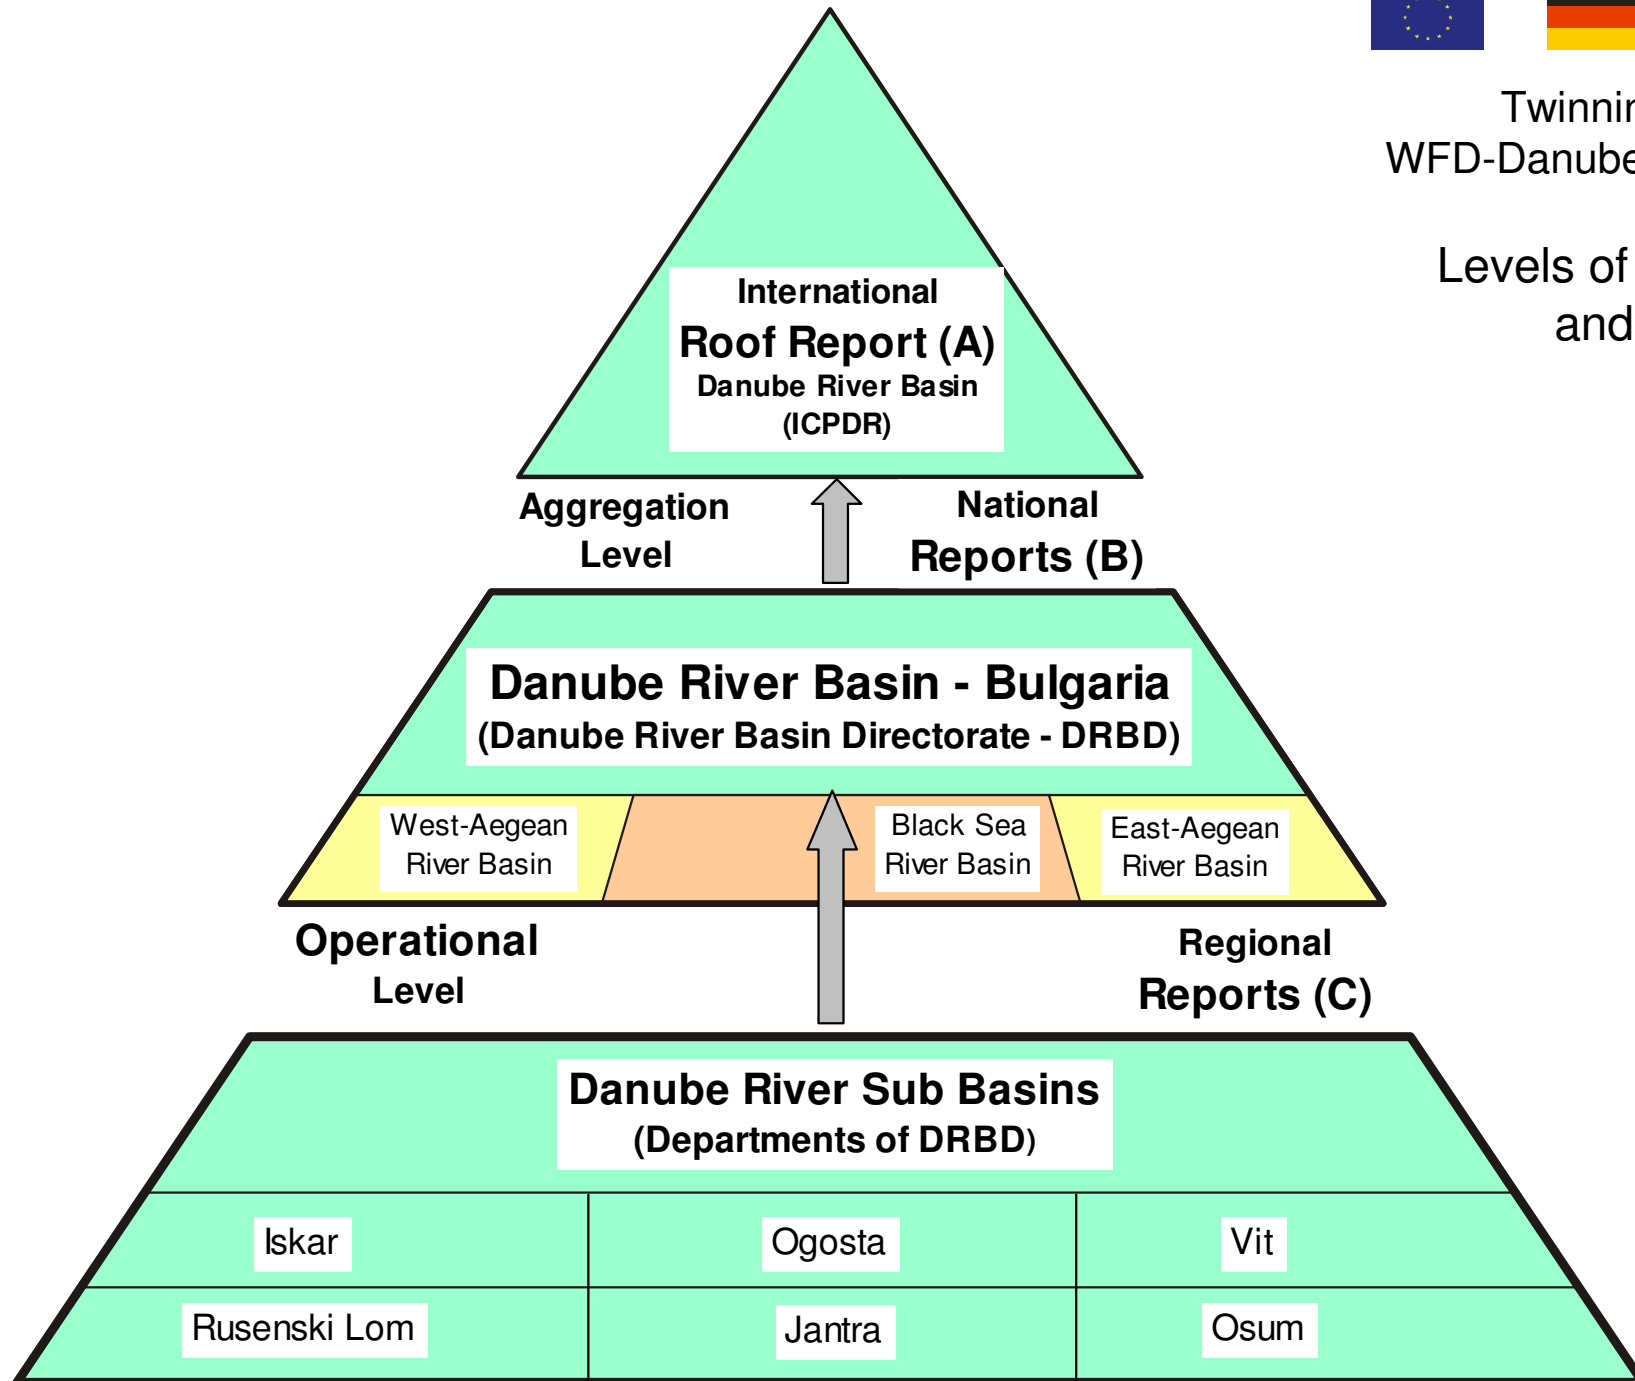 Twinnin
WFD-Danube
Levels of
and
International
Roof Report (A)
Danube River Basin
(ICPDR)
Aggregation
Level
National
Reports (B)
Danube River Basin - Bulgaria
(Danube River Basin Directorate - DRBD)
West-Aegean
River Basin
Black Sea
River Basin
East-Aegean
River Basin
Operational
Level
Regional
Reports (C)
Danube River Sub Basins
(Departments of DRBD)
Iskar
Ogosta
Vit
Rusenski Lom
Jantra
Osum